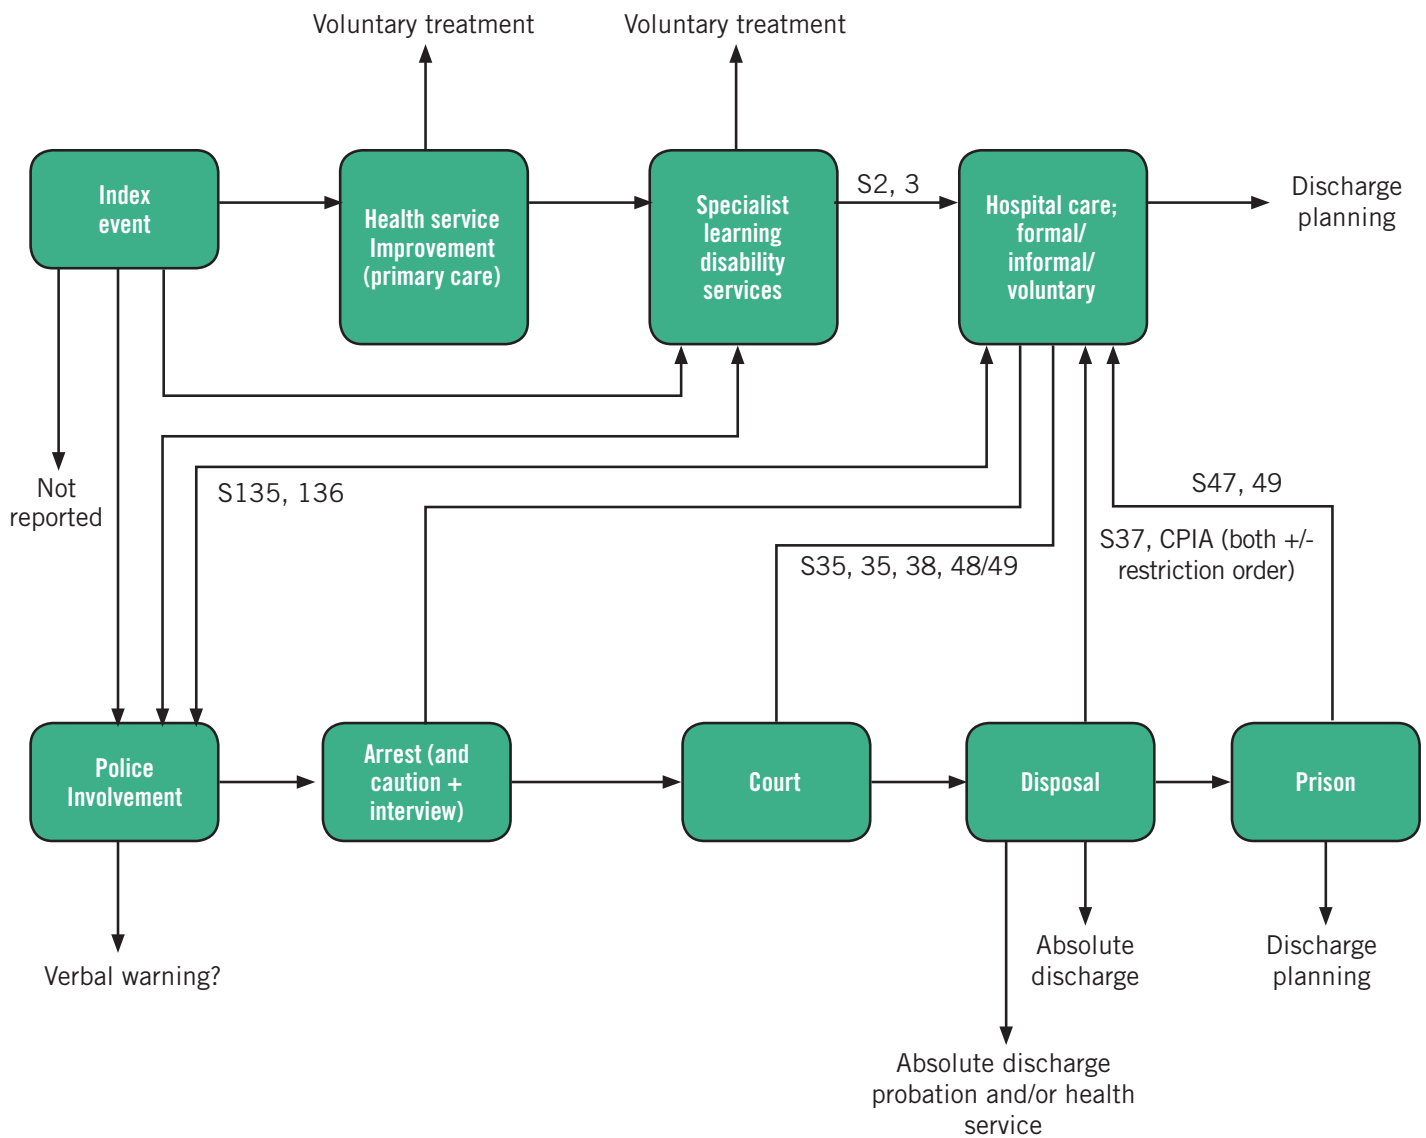 Voluntary treatment
Voluntary treatment
Index
event
Health service
Improvement
(primary care)
Specialist
learning
disability
services
S2, 3
Hospital care;
formal/
informal/
voluntary
Discharge
planning
Not
reported
S135, 136
S47, 49
S35, 35, 38, 48/49
S37, CPIA (both +/-
restriction order)
Police
Involvement
Arrest (and
caution +
interview)
Court
Disposal
Prison
Verbal warning?
Absolute
discharge
Discharge
planning
Absolute discharge
probation and/or health
service